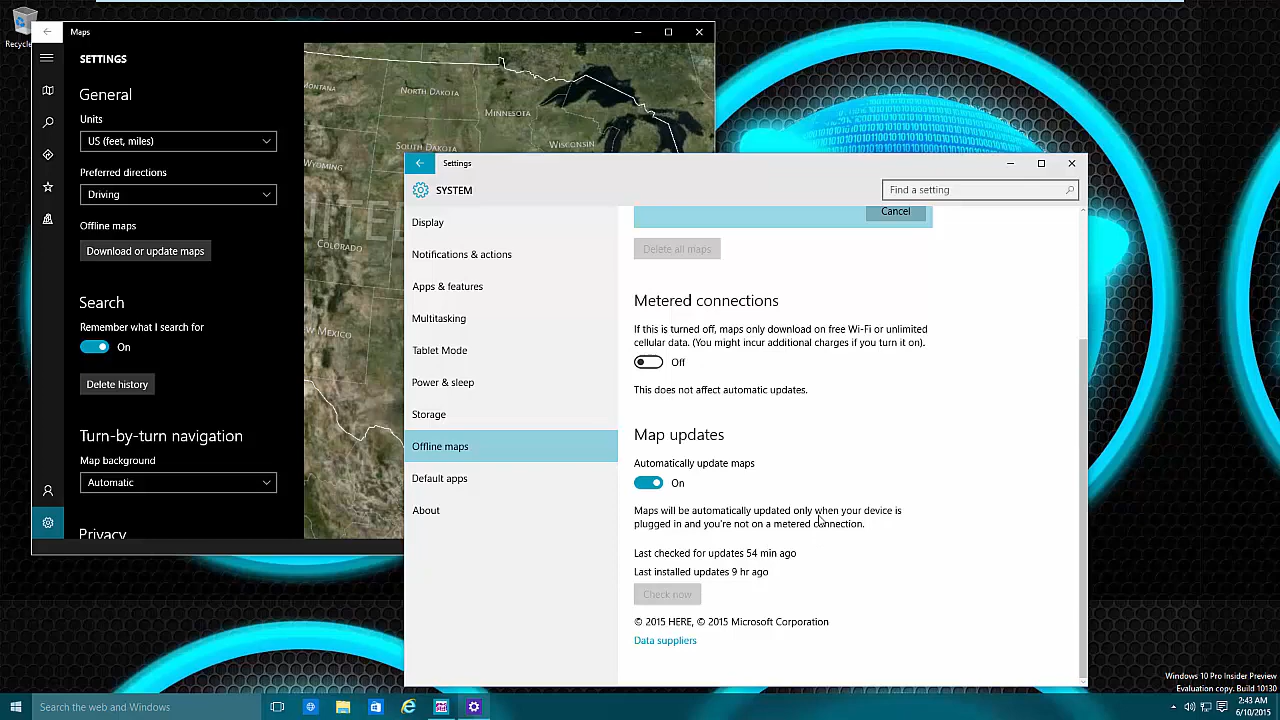 Recycle
Maps
SETTINGS
General
Units
US (feet, miles)
Preferred directions
Driving
Offline maps
Download or update maps
Search
Remember what I search for
On
Delete history
Turn-by-turn navigation
Map background
Automatic
Privacy
MONTANA
NORTH DAKOTA
MINNESOTA
SOUTH DAKOTA
WISCONSIN
WYOMING
COLORADO
NEW MEXICO
Settings
SYSTEM
Find a setting
Display
Notifications & actions
Apps & features
Multitasking
Tablet Mode
Power & sleep
Storage
Offline maps
Default apps
About
Cancel
Delete all maps
Metered connections
If this is turned off, maps only download on free Wi-Fi or unlimited
cellular data. (You might incur additional charges if you turn it on).
Off
This does not affect automatic updates.
Map updates
Automatically update maps
On
Maps will be automatically updated only when your device is
plugged in and you're not on a metered connection.
Last checked for updates 54 min ago
Last installed updates 9 hr ago
Check now
© 2015 HERE, © 2015 Microsoft Corporation
Data suppliers
Windows 10 Pro Insider Preview
Evaluation copy. Build 10130
Search the web and Windows
2:43 AM
6/10/2015